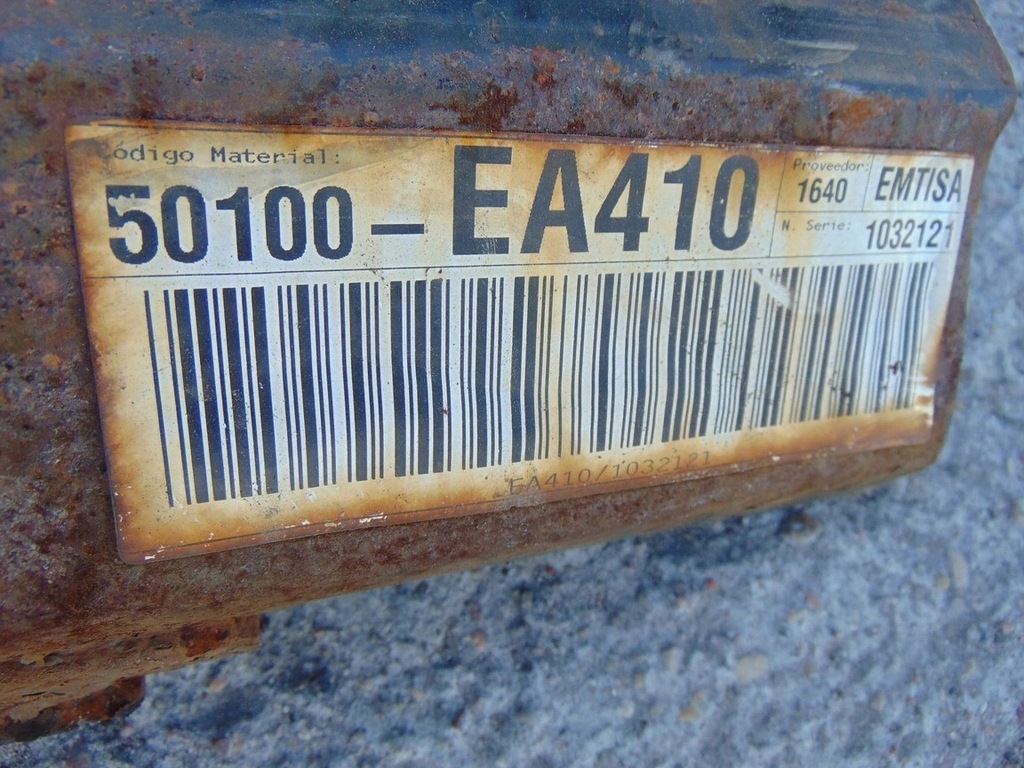 Código Material:
50100-EA410
Proveedor:
1640
EMTISA
N. Serie:
1032121
EA410/1032121